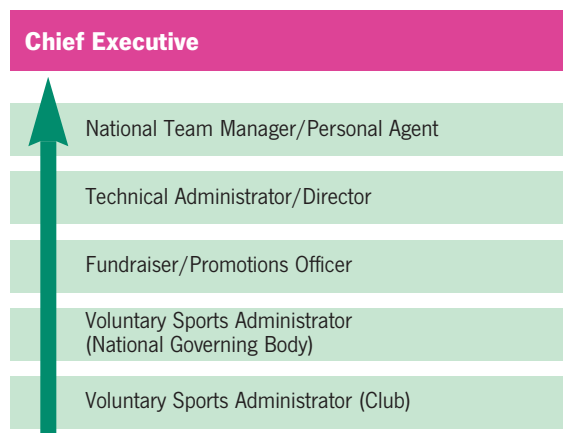 Chief Executive
National Team Manager/Personal Agent
Technical Administrator/Director
Fundraiser/Promotions Officer
Voluntary Sports Administrator
(National Governing Body)
Voluntary Sports Administrator (Club)